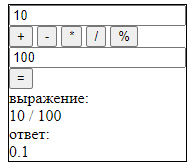 10
+ - * / %
100
=
выражение:
10 / 100
ответ:
0.1